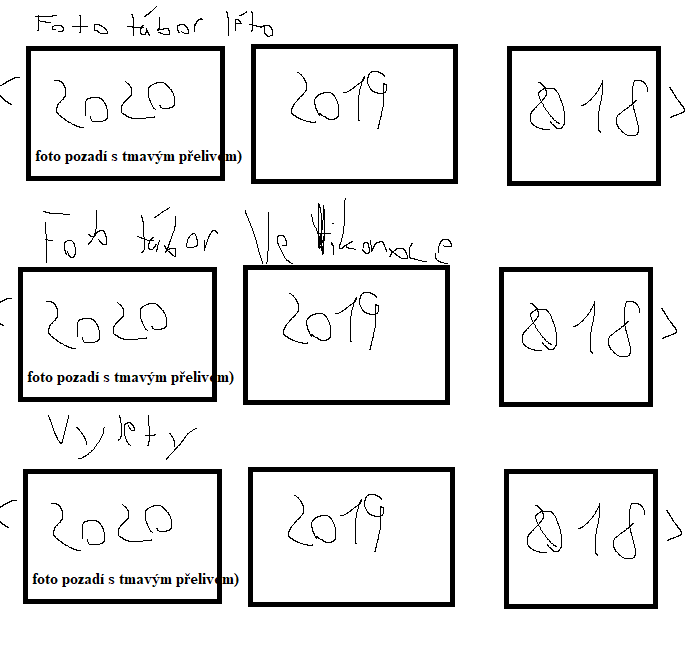 Foto tábor léto
< 2020 2019 2018 >
foto pozadí s tmavým přelivem)
Foto tábor Velikonoce
< 2020 2019 2018 >
foto pozadí s tmavým přelivem)
Výlety
< 2020 2019 2018 >
foto pozadí s tmavým přelivem)